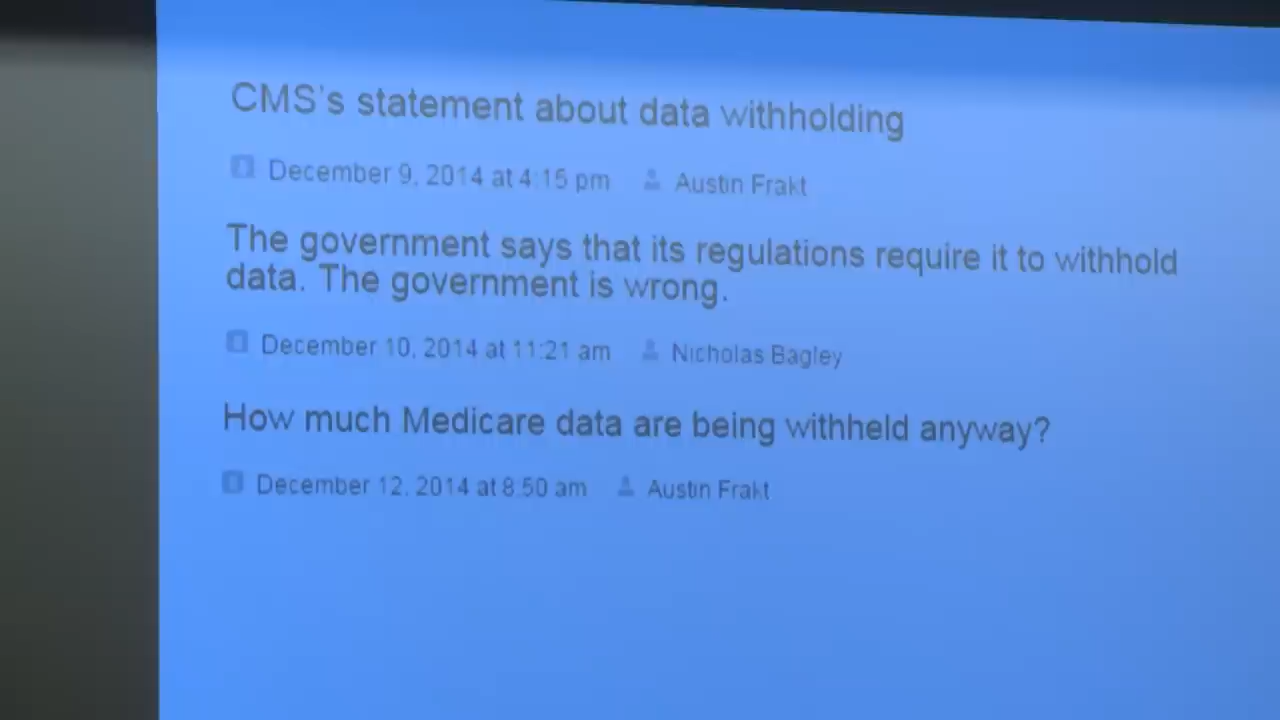 CMS's statement about data withholding
December 9, 2014 at 4:15 pm Austin Frakt
The government says that its regulations require it to withhold
data. The government is wrong.
December 10, 2014 at 11:21 am Nicholas Bagley
How much Medicare data are being withheld anyway?
December 12, 2014 at 8:50 am Austin Frakt